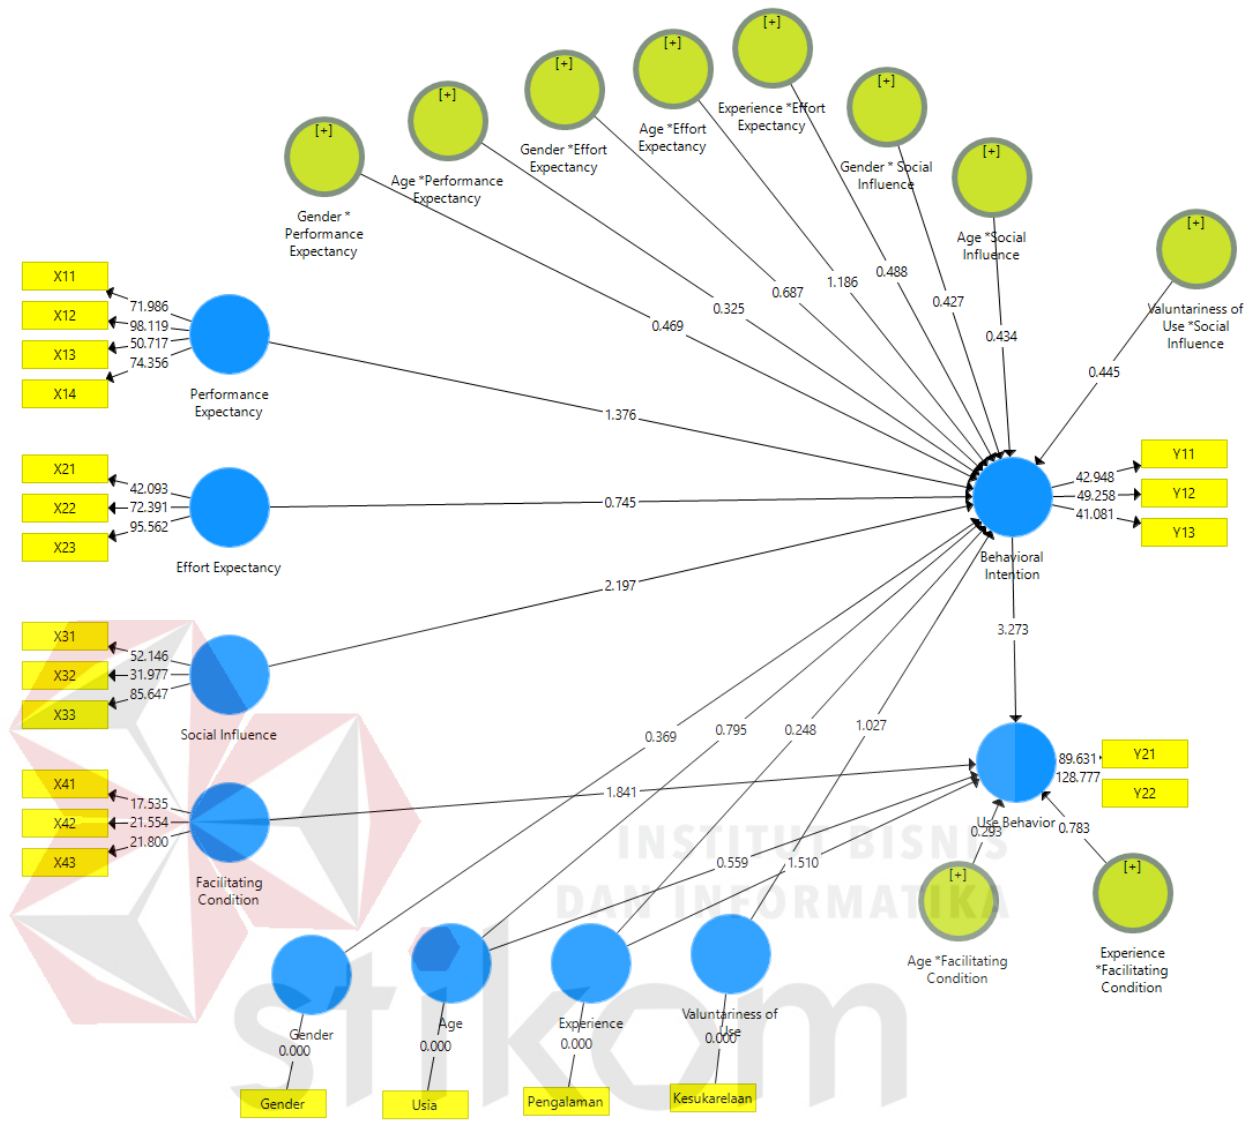 [+]
[+]
[+]
[+]
[+]
[+]
[+]
[+]
Experience *Effort
Expectancy
Age *Effort
Expectancy
Gender *Effort
Expectancy
Gender * Social
Influence
Age *Performance
Expectancy
Gender *
Performance
Expectancy
Age *Social
Influence
Valuntariness of
Use *Social
Influence
0.469
0.325
0.687
1.186
0.488
0.427
0.434
0.445
X11
X12
X13
X14
71.986
98.119
50.717
74.356
Performance
Expectancy
1.376
X21
X22
X23
42.093
72.391
95.562
Effort Expectancy
0.745
Y11
Y12
Y13
42.948
49.258
41.081
Behavioral
Intention
X31
X32
X33
52.146
31.977
85.647
Social Influence
2.197
3.273
X41
X42
X43
17.535
21.554
21.800
Facilitating
Condition
0.369
0.795
0.248
1.027
1.841
0.559
1.510
Y21
Y22
89.631
128.777
Use Behavior
0.293
0.783
[+]
[+]
Age *Facilitating
Condition
Experience
*Facilitating
Condition
INSTITUT BISNIS
DAN INFORMATIKA
stikom
Gender
Age
Experience
Valuntariness of
Use
0.000
0.000
0.000
0.000
Gender
Usia
Pengalaman
Kesukarelaan